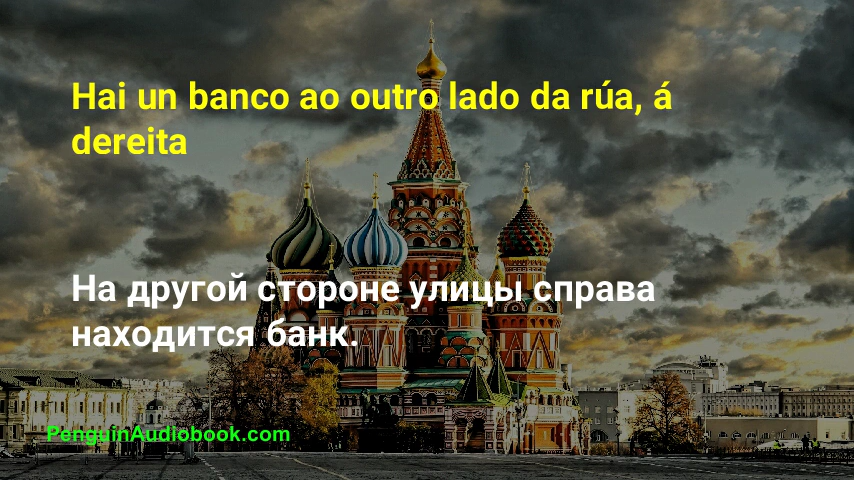 Hai un banco ao outro lado da rúa, á
dereita
На другой стороне улицы справа
находится банк.
PenguinAudiobook.com